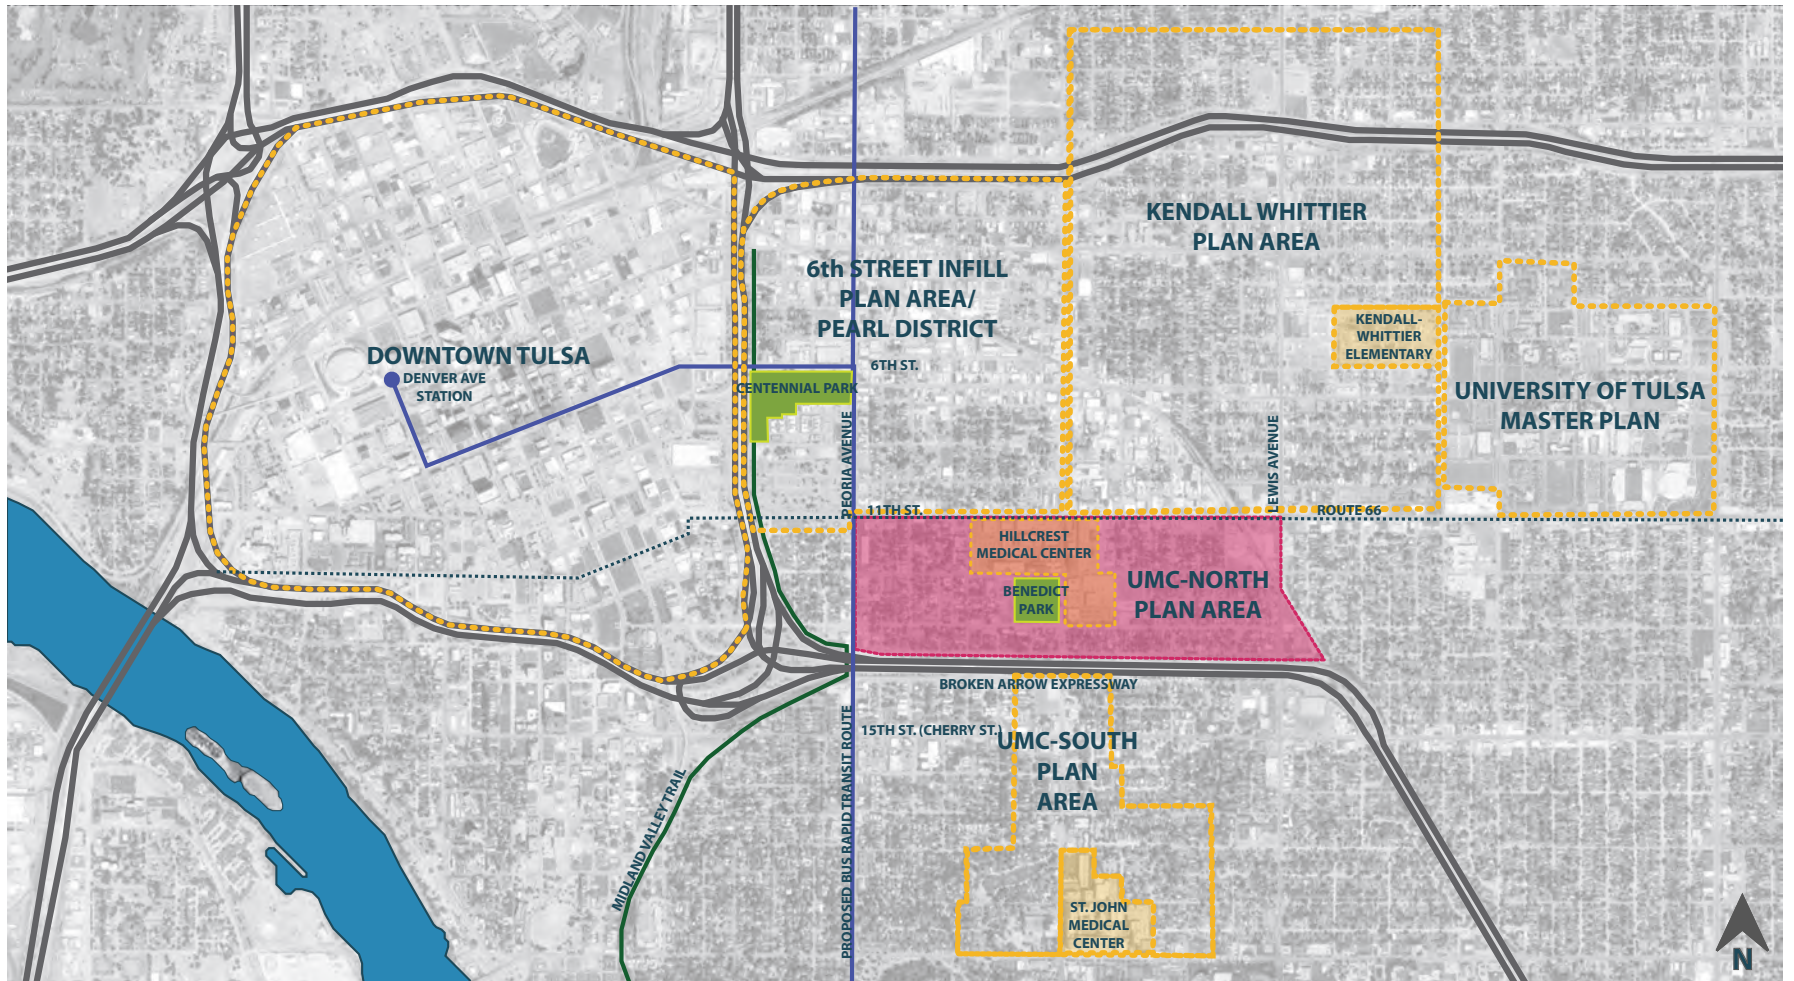 KENDALL WHITTIER
PLAN AREA
6th STREET INFILL
PLAN AREA/
PEARL DISTRICT
KENDALL-
WHITTIER
ELEMENTARY
DOWNTOWN TULSA
DENVER AVE
STATION
6TH ST.
CENTENNIAL PARK
UNIVERSITY OF TULSA
MASTER PLAN
PEORIA AVENUE
LEWIS AVENUE
11TH ST.
ROUTE 66
HILLCREST
MEDICAL CENTER
BENEDICT
PARK
UMC-NORTH
PLAN AREA
BROKEN ARROW EXPRESSWAY
15TH ST. (CHERRY ST.)
UMC-SOUTH
PLAN
AREA
MIDLAND VALLEY TRAIL
PROPOSED BUS RAPID TRANSIT ROUTE
ST. JOHN
MEDICAL
CENTER
N